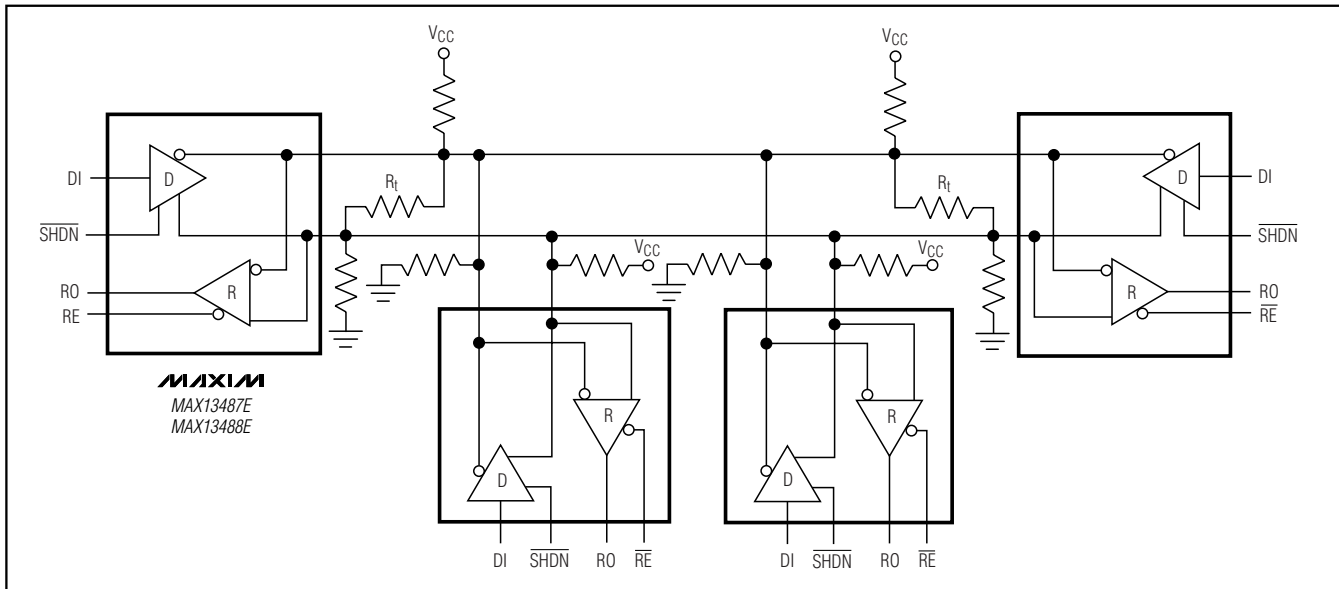 VCC
VCC
DI
D
Rt
Rt
D
DI
SHDN
SHDN
VCC
VCC
RO
R
R
RO
RE
RE
MAXIM
MAX13487E
MAX13488E
R
R
D
D
DI
SHDN
RO
RE
DI
SHDN
RO
RE